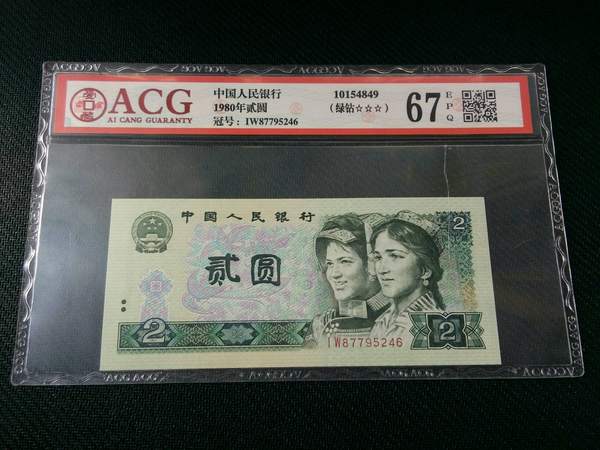 ACG
AI CANG GUARANTY
中国人民银行
1980年贰圆
冠号：IW87795246
10154849
（绿钻☆☆☆）
67
E
P
Q
中国人民银行
贰圆
2
2
2
IW87795246